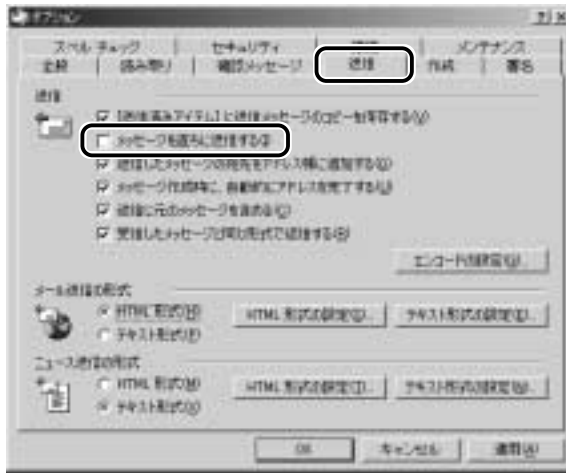 オプション
スペル チェック セキュリティ 接続 メンテナンス
全般 読み取り 確認メッセージ 送信 作成 署名
送信
[送信済みアイテム]に送信メッセージのコピーを保存する(V)
メッセージを直ちに送信する(I)
送信したメッセージの宛先をアドレス帳に追加する(U)
メッセージ作成時に、自動的にアドレスを完了する(U)
返信に元のメッセージを含める(C)
受信したメッセージと同じ形式で返信する(R)
エンコードの設定(G)...
メール送信の形式
HTML 形式(H) HTML 形式の設定(E)... テキスト形式の設定(E)...
テキスト形式(P)
ニュース送信の形式
HTML 形式(M) HTML 形式の設定(T)... テキスト形式の設定(W)...
テキスト形式(X)
OK キャンセル 適用(A)